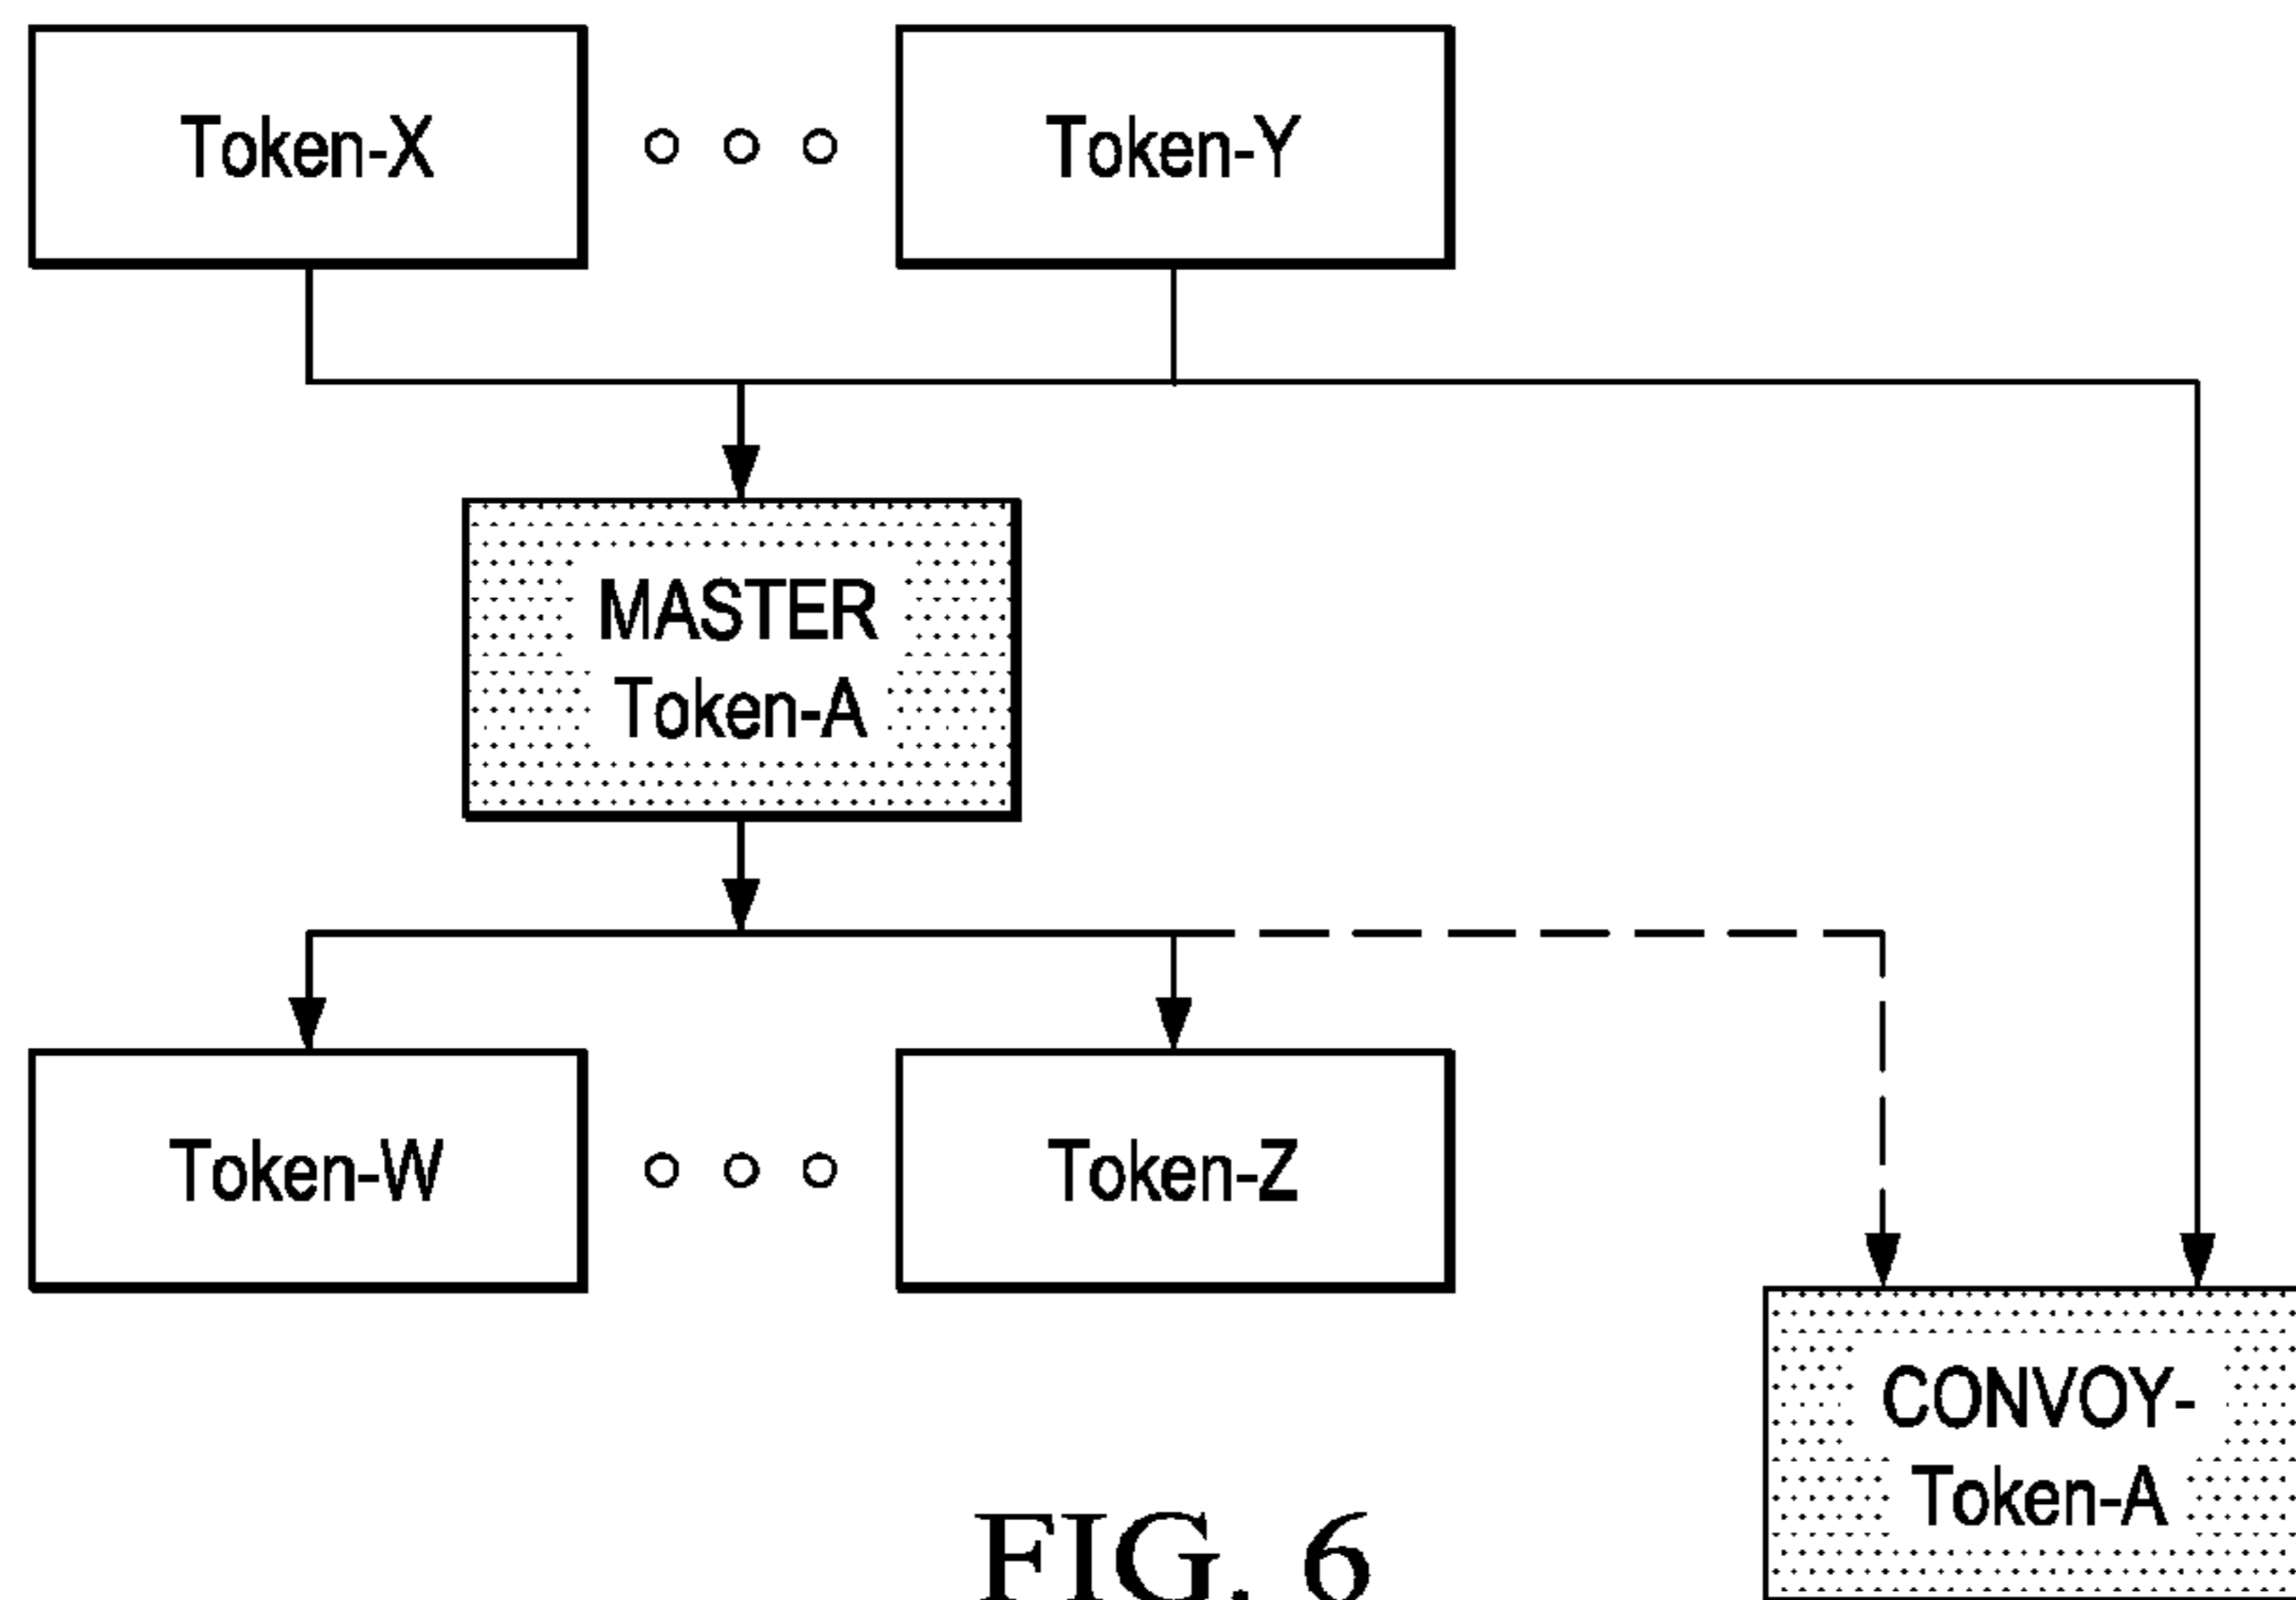 Token-X
Token-Y
MASTER
Token-A
Token-W
Token-Z
CONVOY-
Token-A
FIG. 6